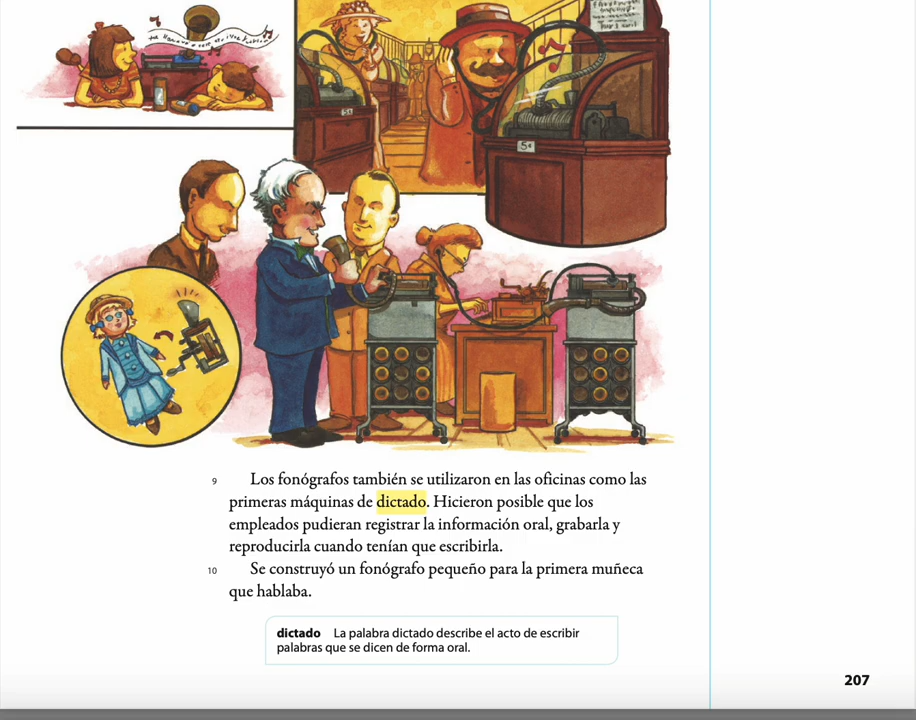 5¢
5¢
9 Los fonógrafos también se utilizaron en las oficinas como las
primeras máquinas de dictado. Hicieron posible que los
empleados pudieran registrar la información oral, grabarla y
reproducirla cuando tenían que escribirla.
10 Se construyó un fonógrafo pequeño para la primera muñeca
que hablaba.
dictado La palabra dictado describe el acto de escribir
palabras que se dicen de forma oral.
207